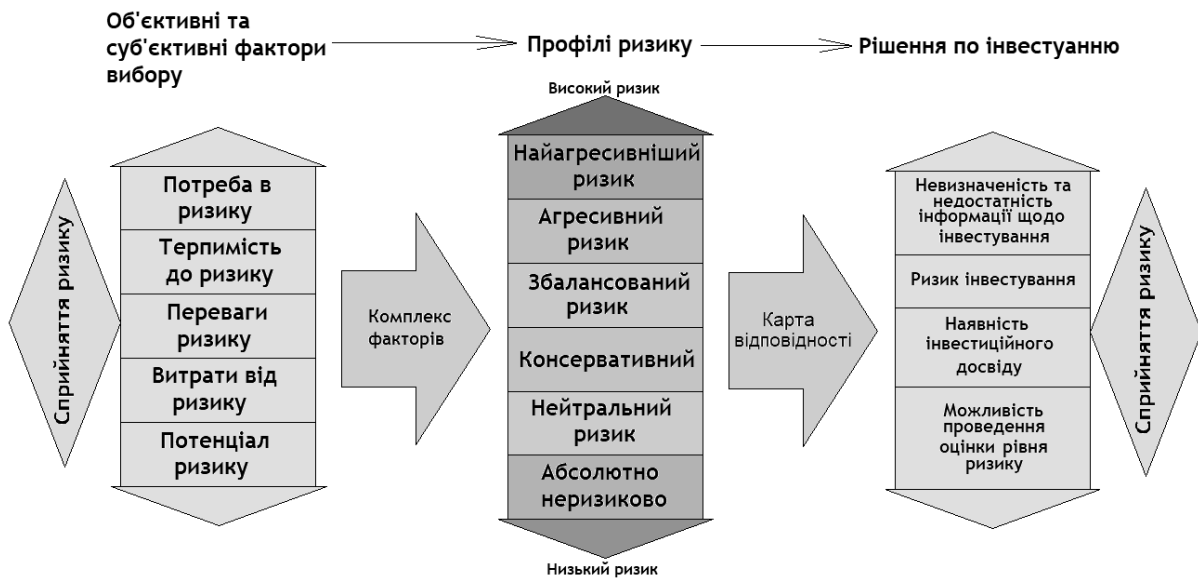 Об'єктивні та
суб'єктивні фактори
вибору
Профілі ризику
Рішення по інвестуанню
Високий ризик
Сприйняття ризику
Потреба в
ризику
Терпимість
до ризику
Переваги
ризику
Витрати від
ризику
Потенціал
ризику
Комплекс
факторів
Найагресивніший
ризик
Агресивний
ризик
Збалансований
ризик
Консервативний
Нейтральний
ризик
Абсолютно
неризиково
Низький ризик
Карта
відповідності
Невизначеність та
недостатність
інформації щодо
інвестування
Ризик інвестування
Наявність
інвестиційного
досвіду
Можливість
проведення
оцінки рівня
ризику
Сприйняття ризику